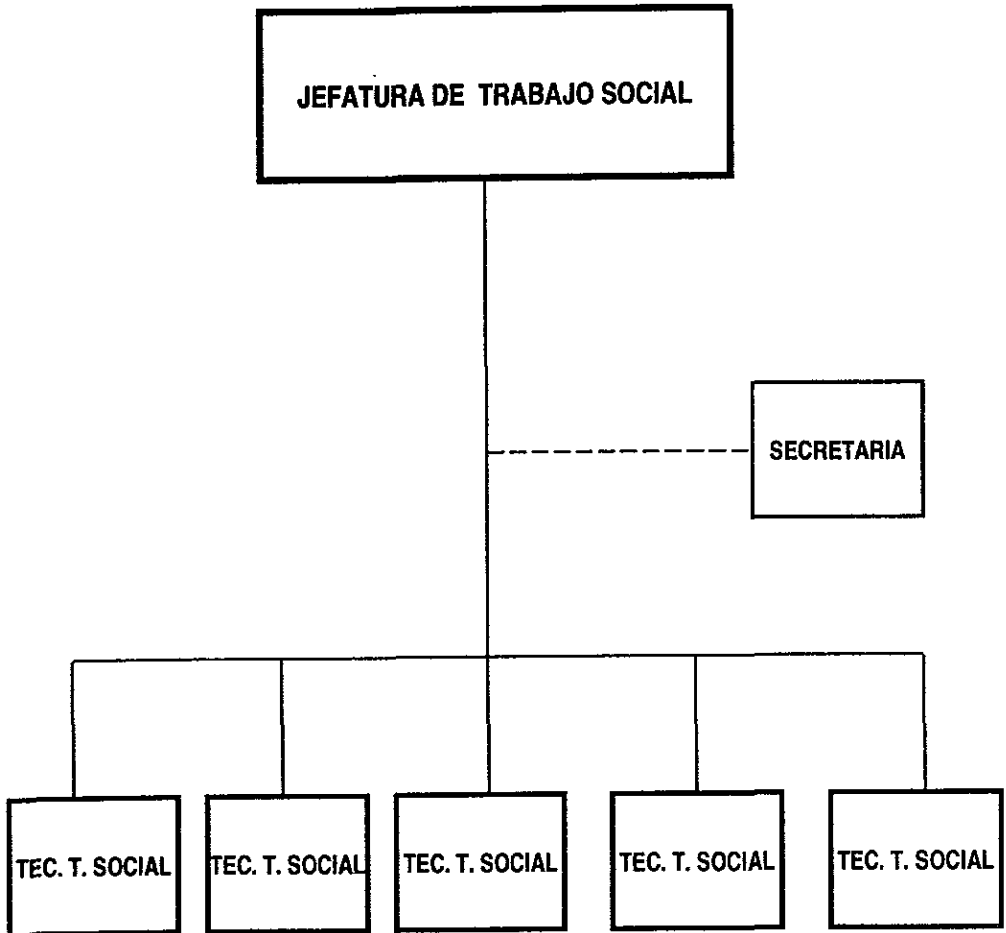 JEFATURA DE TRABAJO SOCIAL
SECRETARIA
TEC. T. SOCIAL
TEC. T. SOCIAL
TEC. T. SOCIAL
TEC. T. SOCIAL
TEC. T. SOCIAL